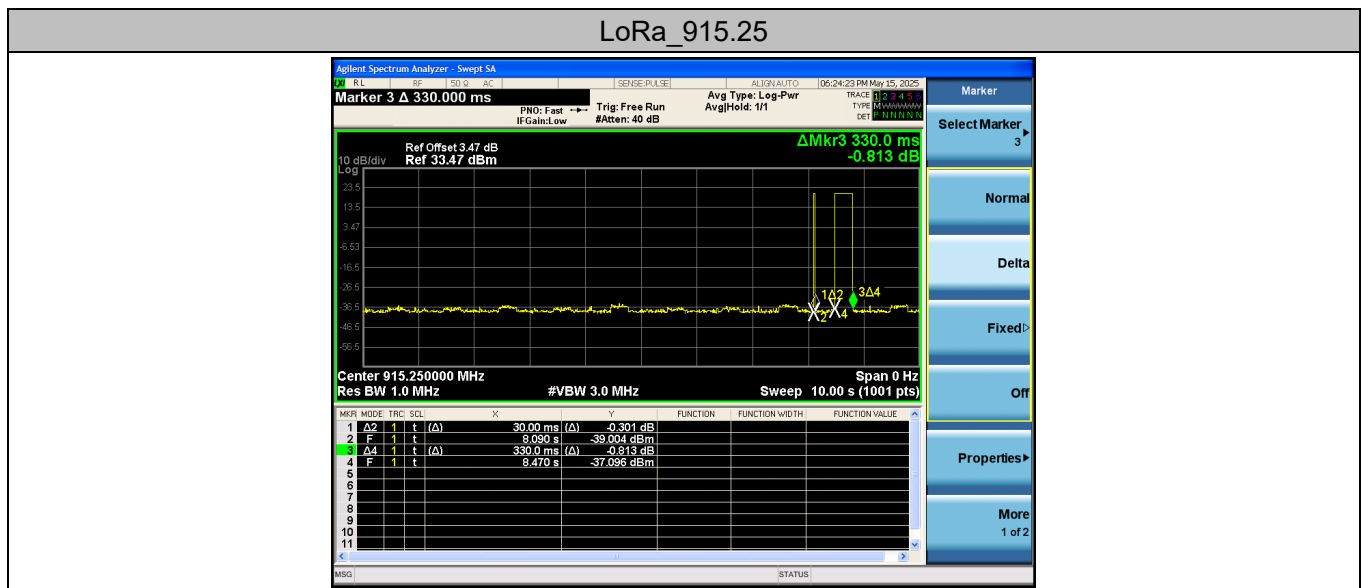 LoRa_915.25
Agilent Spectrum Analyzer - Swept SA
RL RF 50 Ω AC SENSE:PULSE ALIGN AUTO 06:24:23 PM May 15, 2025
Marker 3 Δ 330.000 ms
PNO: Fast
IFGain:Low
Trig: Free Run
#Atten: 40 dB
Avg Type: Log-Pwr
Avg|Hold: 1/1
TRACE 1 2 3 4 5 6
TYPE M
DET P N N N N N
ΔMkr3 330.0 ms
-0.813 dB
Ref Offset 3.47 dB
10 dB/div Ref 33.47 dBm
Log
23.5
13.5
3.47
-6.53
-16.5
-26.5
-36.5
-46.5
-56.5
1Δ2 3Δ4
2 4
Center 915.250000 MHz Span 0 Hz
Res BW 1.0 MHz #VBW 3.0 MHz Sweep 10.00 s (1001 pts)
MKR MODE TRC SCL X Y FUNCTION FUNCTION WIDTH FUNCTION VALUE
1 Δ2 1 t (Δ) 30.00 ms (Δ) -0.301 dB
2 F 1 t 8.090 s -39.004 dBm
3 Δ4 1 t (Δ) 330.0 ms (Δ) -0.813 dB
4 F 1 t 8.470 s -37.096 dBm
5
6
7
8
9
10
11
MSG STATUS
Marker
Select Marker
3
Normal
Delta
Fixed
Off
Properties
More
1 of 2